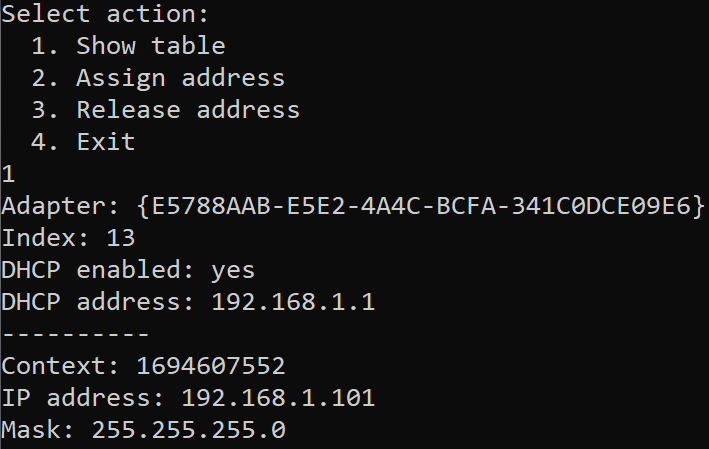 Select action:
1. Show table
2. Assign address
3. Release address
4. Exit
1
Adapter: {E5788AAB-E5E2-4A4C-BCFA-341C0DCE09E6}
Index: 13
DHCP enabled: yes
DHCP address: 192.168.1.1
----------
Context: 1694607552
IP address: 192.168.1.101
Mask: 255.255.255.0